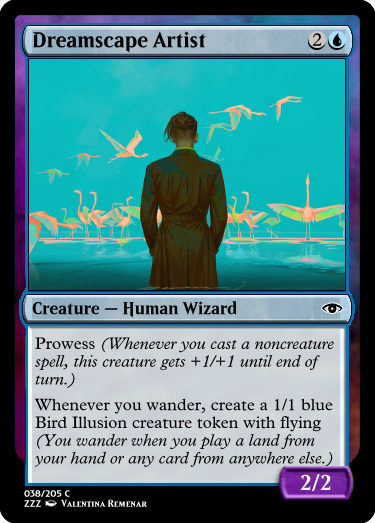 Dreamscape Artist 2
Creature — Human Wizard
Prowess (Whenever you cast a noncreature
spell, this creature gets +1/+1 until end of
turn.)
Whenever you wander, create a 1/1 blue
Bird Illusion creature token with flying
(You wander when you play a land from
your hand or any card from anywhere else.)
2/2
038/205 C
ZZZ Valentina Remenar